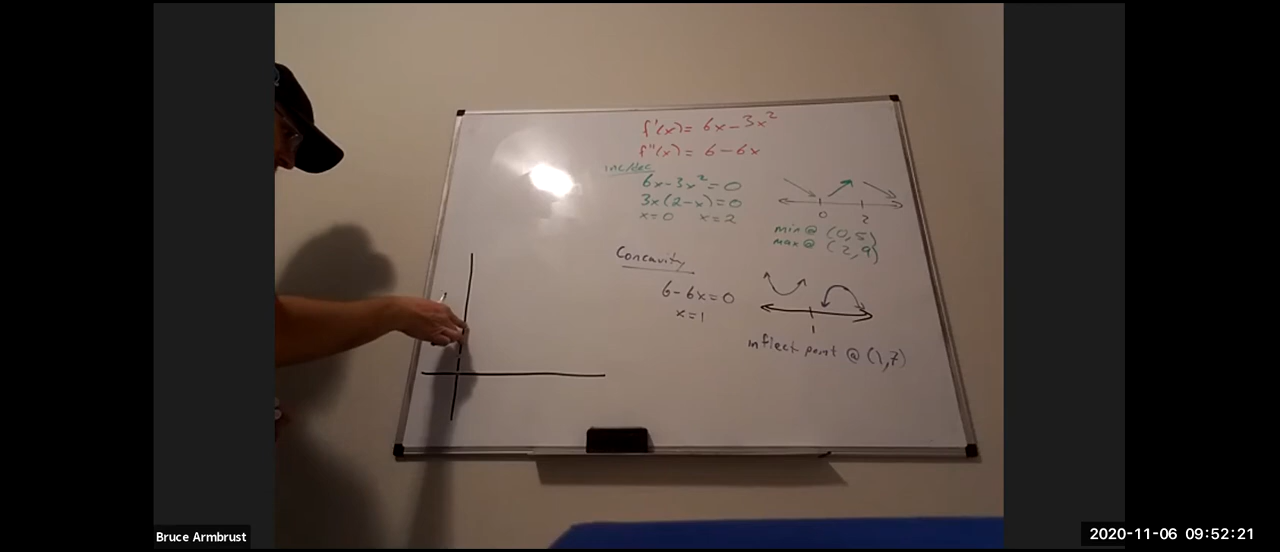 f'(x) = 6x - 3x²
f''(x) = 6 - 6x
inc/dec
6x - 3x² = 0
3x(2 - x) = 0
x = 0 x = 2
0 2
min @ (0,5)
max @ (2,9)
Concavity
6 - 6x = 0
x = 1
1
inflect point @ (1,7)
Bruce Armbrust
2020-11-06 09:52:21